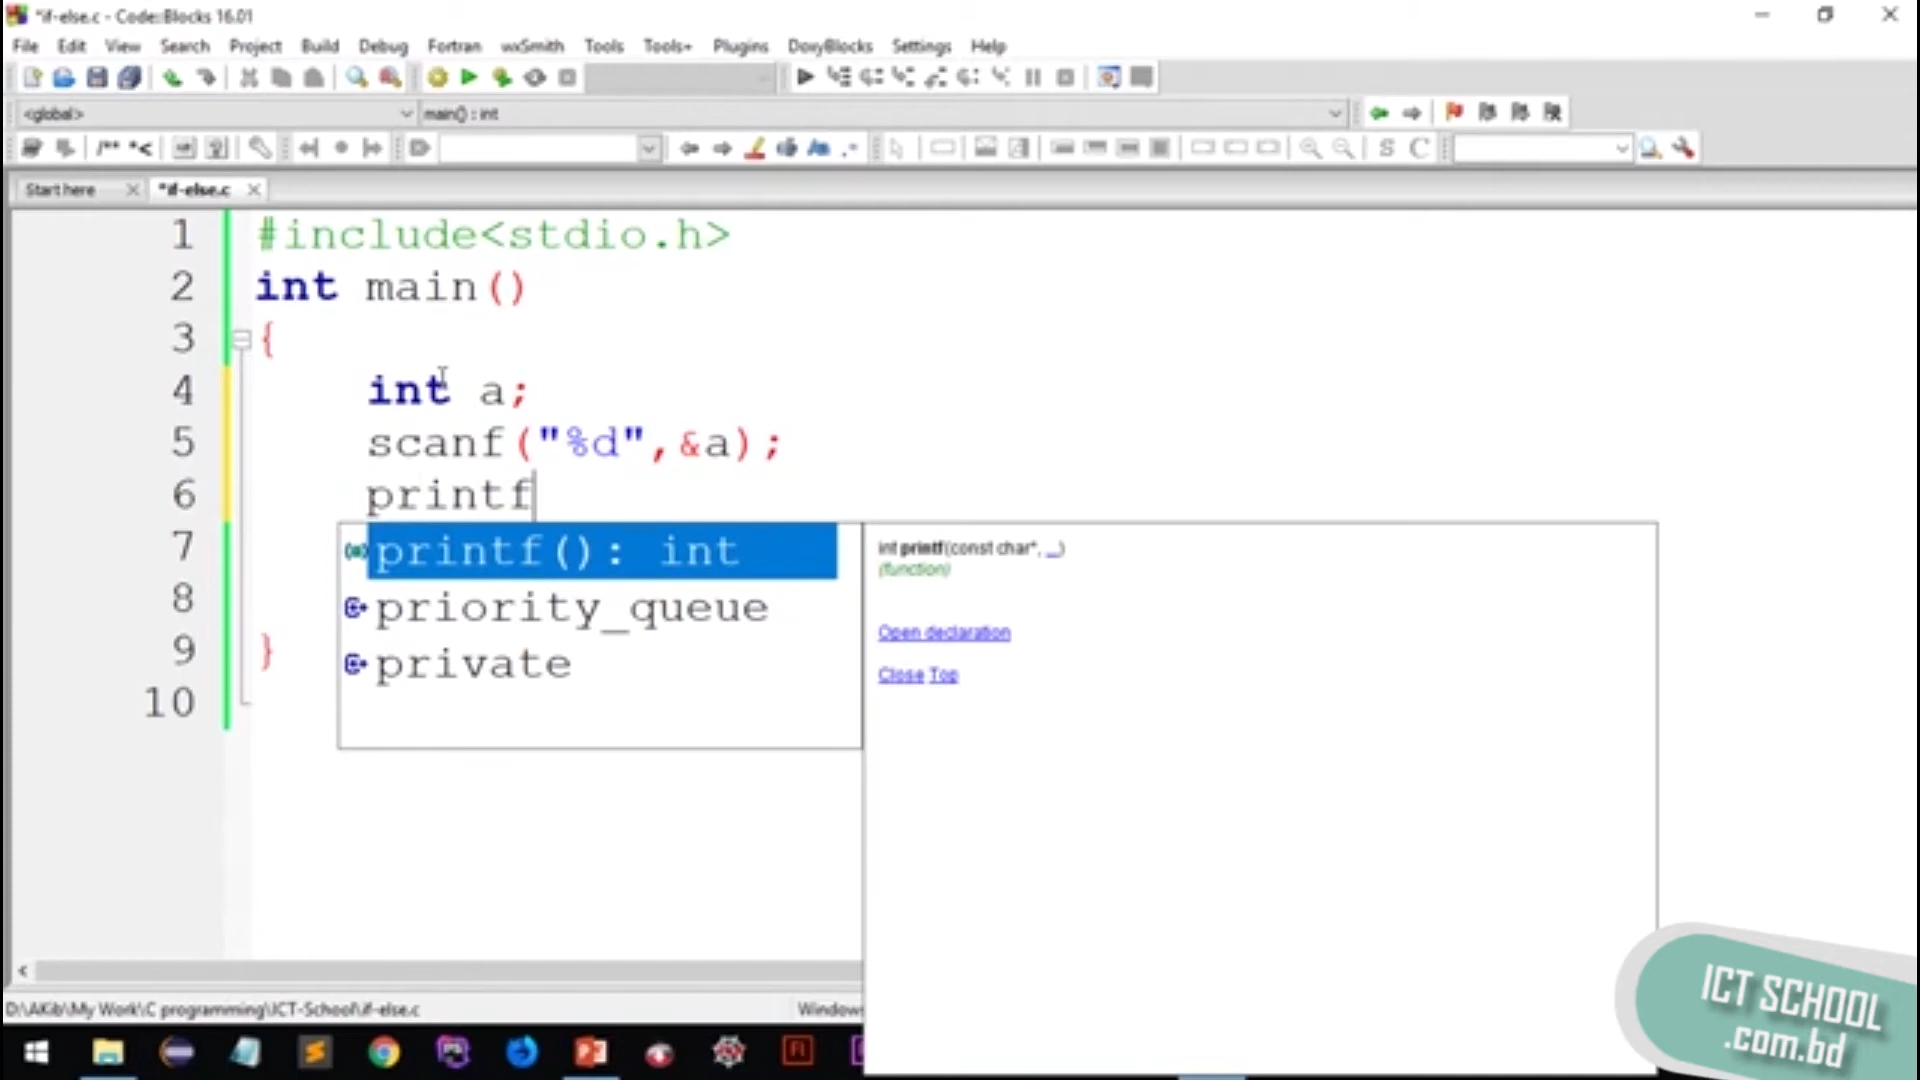 *if-else.c - Code::Blocks 16.01
File Edit View Search Project Build Debug Fortran wxSmith Tools Tools+ Plugins DoxyBlocks Settings Help
<global> main() : int
/** *<
S C
Start here *if-else.c
1 #include<stdio.h>
2 int main()
3 {
4 int a;
5 scanf("%d",&a);
6 printf
7 printf(): int
8 priority_queue
9 } private
10
int printf(const char*, ...)
(function)
Open declaration
Close Top
D:\AKib\My Work\C programming\ICT-School\if-else.c Windows
ICT SCHOOL
.com.bd